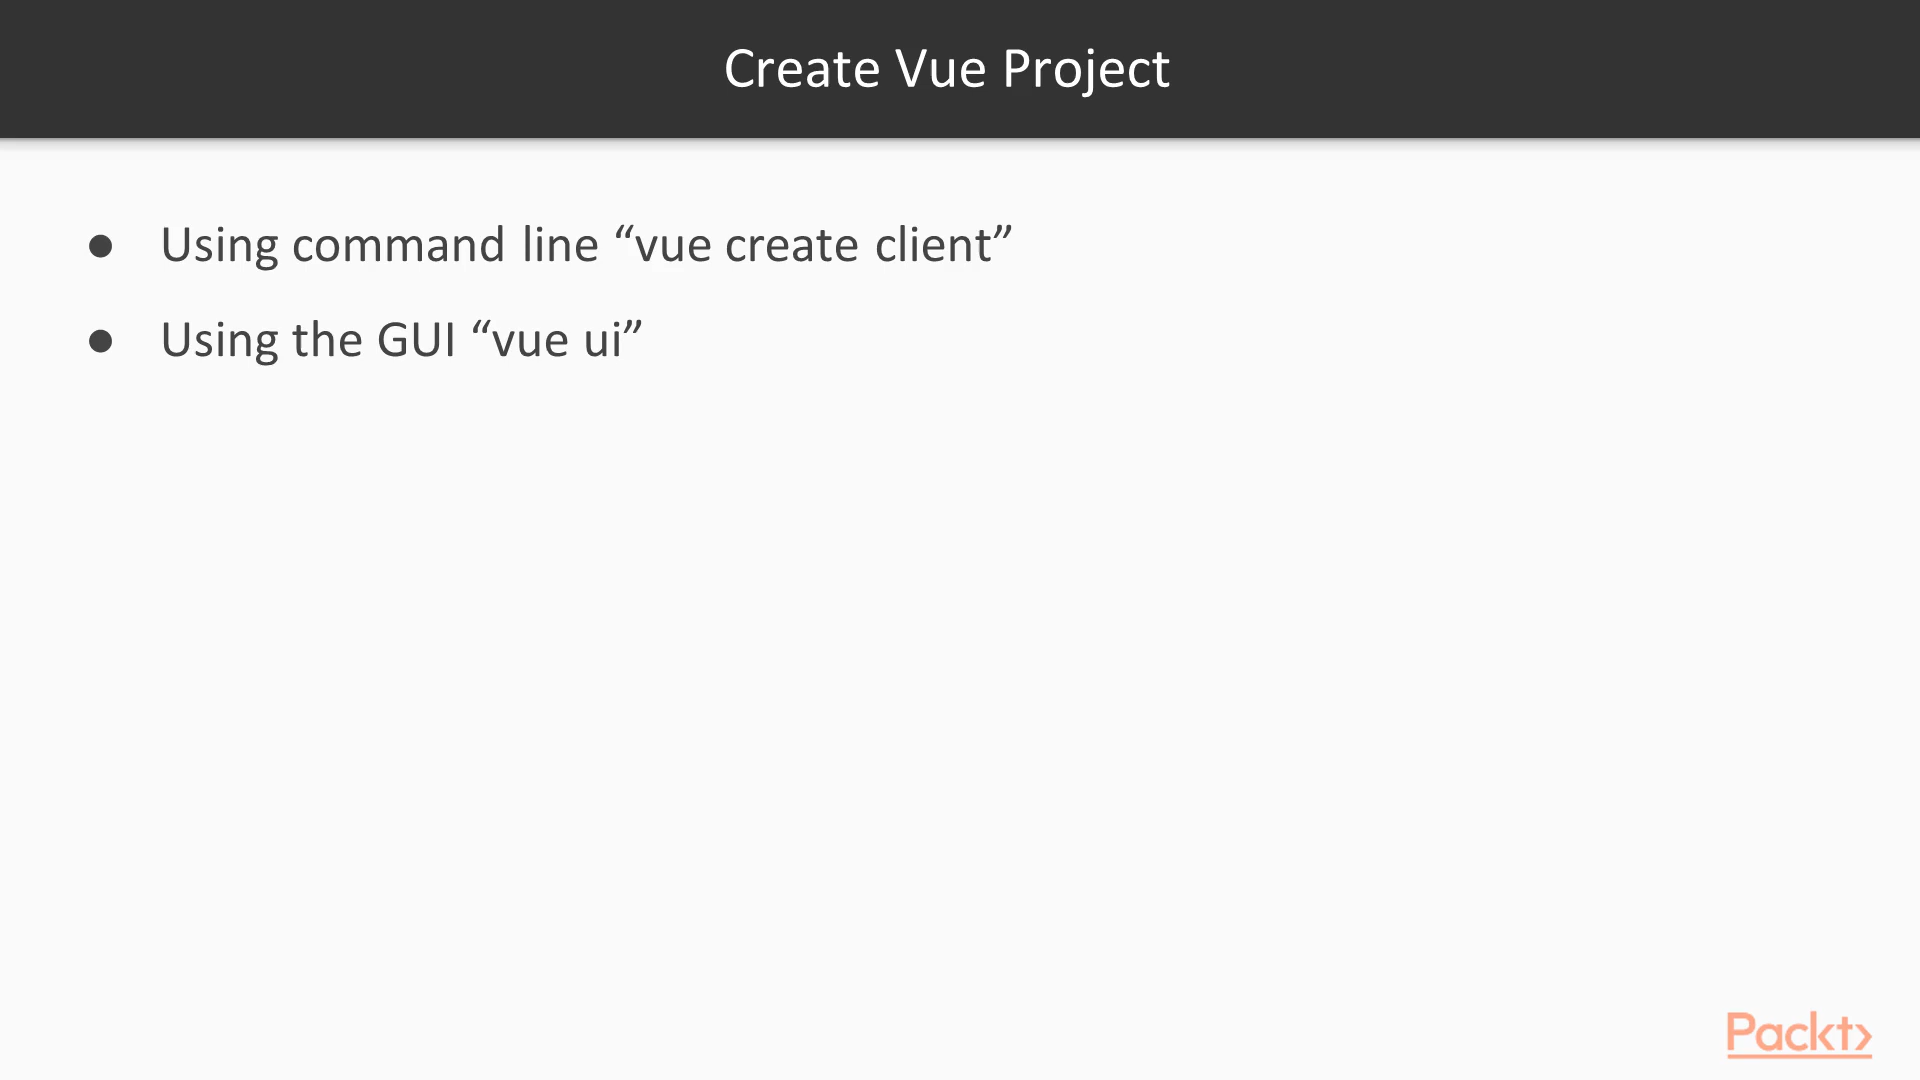 Create Vue Project
● Using command line “vue create client”
● Using the GUI “vue ui”
Packt>